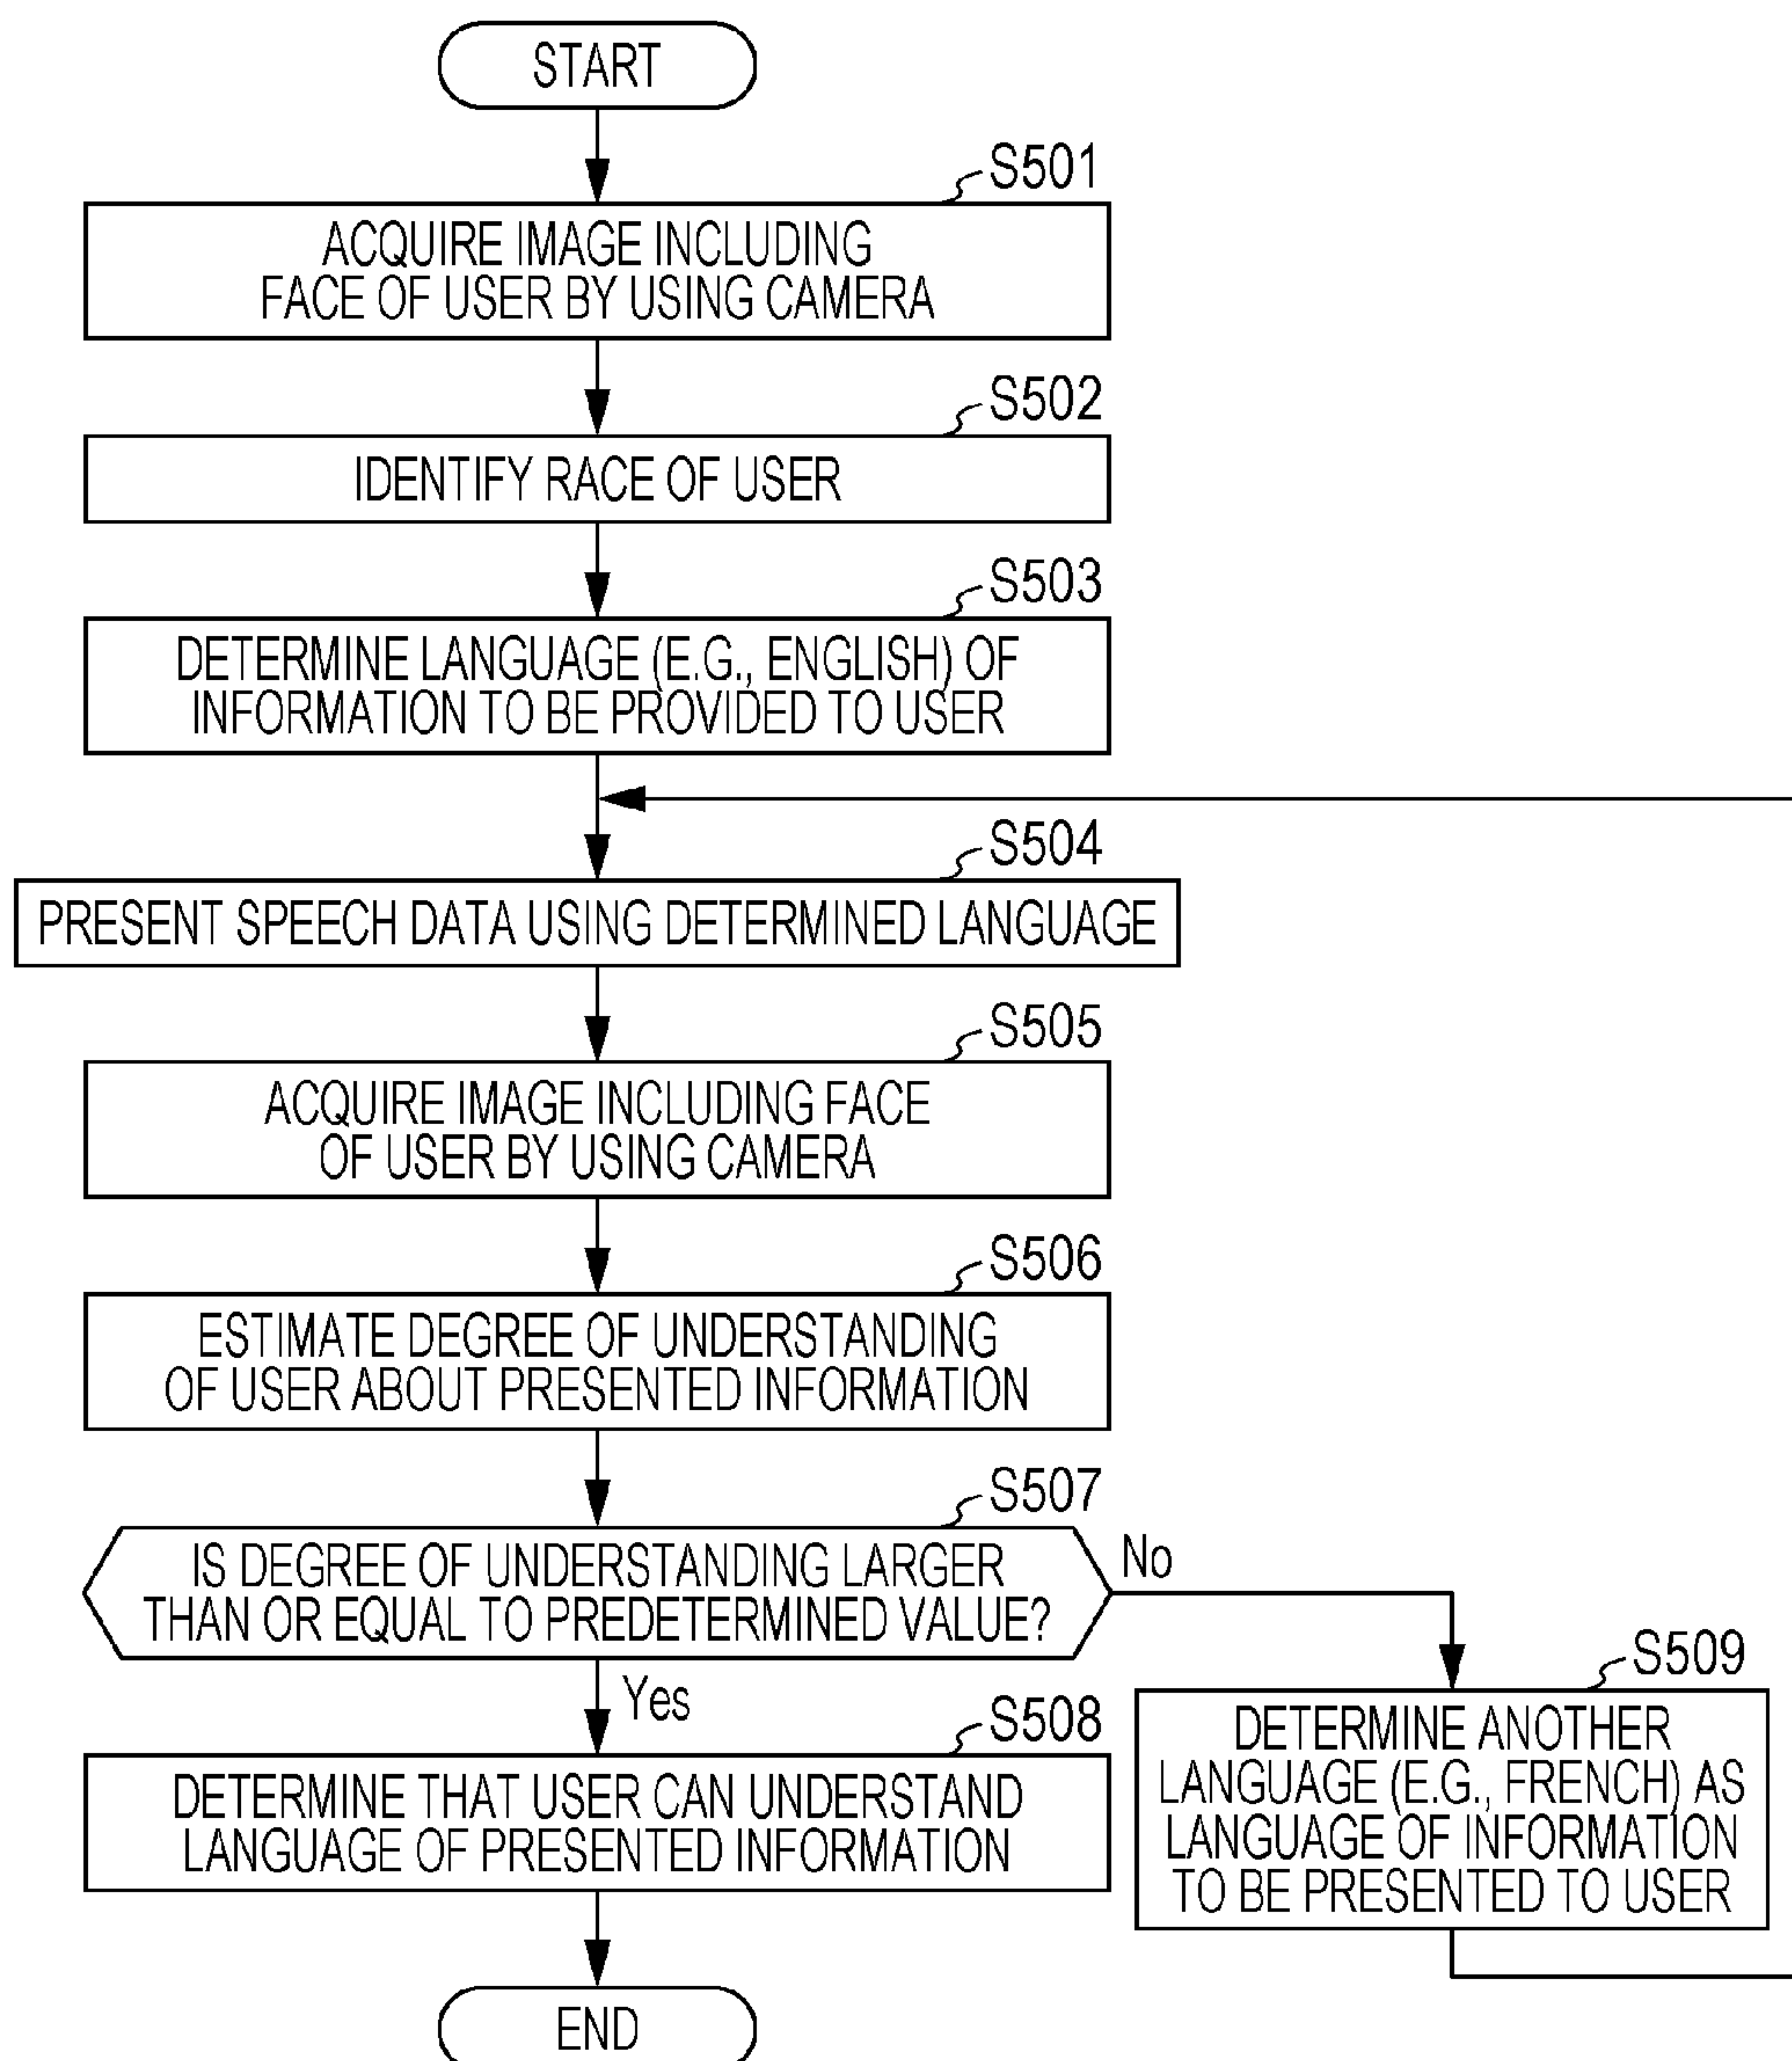 START
S501
ACQUIRE IMAGE INCLUDING
FACE OF USER BY USING CAMERA
S502
IDENTIFY RACE OF USER
S503
DETERMINE LANGUAGE (E.G., ENGLISH) OF
INFORMATION TO BE PROVIDED TO USER
S504
PRESENT SPEECH DATA USING DETERMINED LANGUAGE
S505
ACQUIRE IMAGE INCLUDING FACE
OF USER BY USING CAMERA
S506
ESTIMATE DEGREE OF UNDERSTANDING
OF USER ABOUT PRESENTED INFORMATION
S507
IS DEGREE OF UNDERSTANDING LARGER
THAN OR EQUAL TO PREDETERMINED VALUE?
No
Yes
S508
DETERMINE THAT USER CAN UNDERSTAND
LANGUAGE OF PRESENTED INFORMATION
S509
DETERMINE ANOTHER
LANGUAGE (E.G., FRENCH) AS
LANGUAGE OF INFORMATION
TO BE PRESENTED TO USER
END